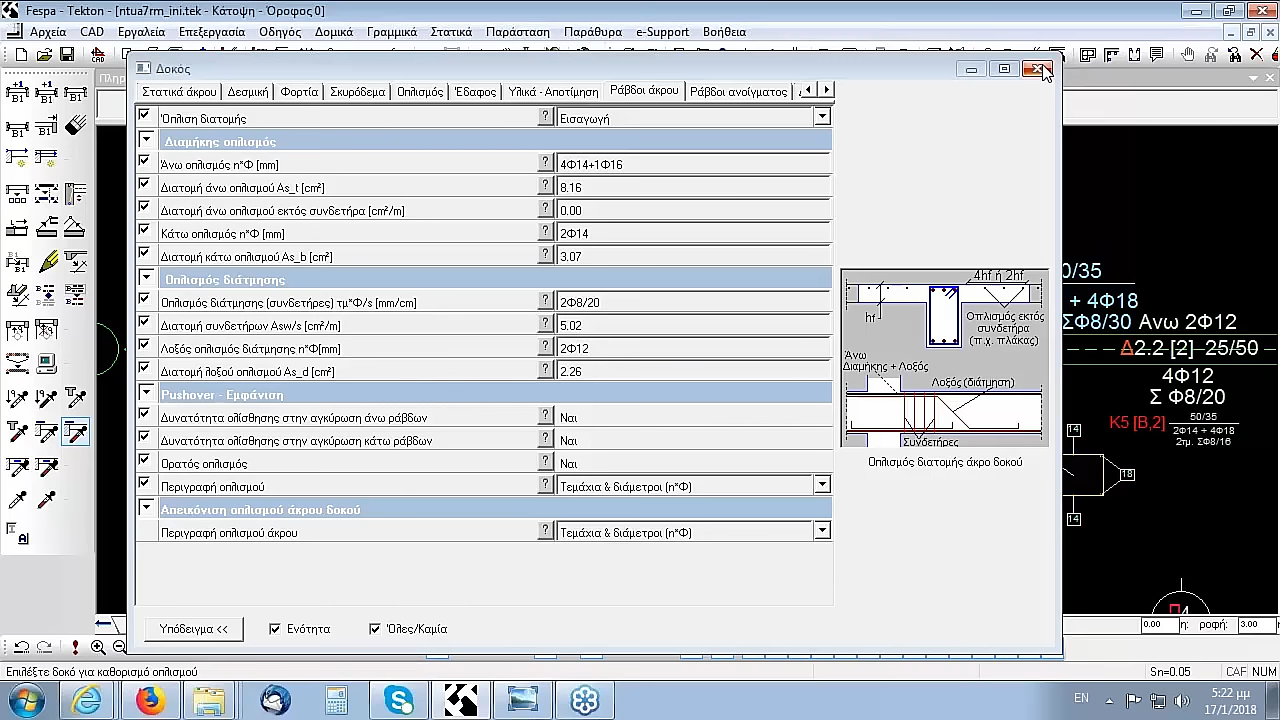 Fespa - Tekton - [ntua7rm_ini.tek - Κάτοψη - Όροφος 0]
Αρχεία CAD Εργαλεία Επεξεργασία Οδηγός Δομικά Γραμμικά Στατικά Παράσταση Παράθυρα e-Support Βοήθεια
Δοκός
Στατικά άκρου Δεσμική Φορτία Σκυρόδεμα Οπλισμός Έδαφος Υλικά - Αποτίμηση Ράβδοι άκρου Ράβδοι ανοίγματος
Όπλιση διατομής ? Εισαγωγή
Διαμήκης οπλισμός
Άνω οπλισμός n*Φ [mm] ? 4Φ14+1Φ16
Διατομή άνω οπλισμού As_t [cm²] ? 8.16
Διατομή άνω οπλισμού εκτός συνδετήρα [cm²/m] ? 0.00
Κάτω οπλισμός n*Φ [mm] ? 2Φ14
Διατομή κάτω οπλισμού As_b [cm²] ? 3.07
Οπλισμός διάτμησης
Οπλισμός διάτμησης (συνδετήρες) τμ*Φ/s [mm/cm] ? 2Φ8/20
Διατομή συνδετήρων Asw/s [cm²/m] ? 5.02
Λοξός οπλισμός διάτμησης n*Φ[mm] ? 2Φ12
Διατομή λοξού οπλισμού As_d [cm²] ? 2.26
Pushover - Εμφάνιση
Δυνατότητα ολίσθησης στην αγκύρωση άνω ράβδων ? Ναι
Δυνατότητα ολίσθησης στην αγκύρωση κάτω ράβδων ? Ναι
Ορατός οπλισμός ? Ναι
Περιγραφή οπλισμού ? Τεμάχια & διάμετροι (n*Φ)
Απεικόνιση οπλισμού άκρου δοκού
Περιγραφή οπλισμού άκρου ? Τεμάχια & διάμετροι (n*Φ)
Υπόδειγμα << Ενότητα Όλες/Καμία
4hf ή 2hf
hf
Οπλισμός εκτός
συνδετήρα
(π.χ. πλάκας)
Άνω
Διαμήκης + Λοξός
Λοξός (διάτμηση)
Συνδετήρες
Οπλισμός διατομής άκρο δοκού
0/35
+ 4Φ18
ΣΦ8/30 Ανω 2Φ12
Δ2.2 [2] 25/50
4Φ12
Σ Φ8/20
K5 [B,2] 50/35
2Φ14 + 4Φ18
2τμ. ΣΦ8/16
14
18
14
Π4
0.00 η: ροφή: 3.00
Επιλέξτε δοκό για καθορισμό οπλισμού
Sn=0.05 CAF NUM
EN
5:22 μμ
17/1/2018